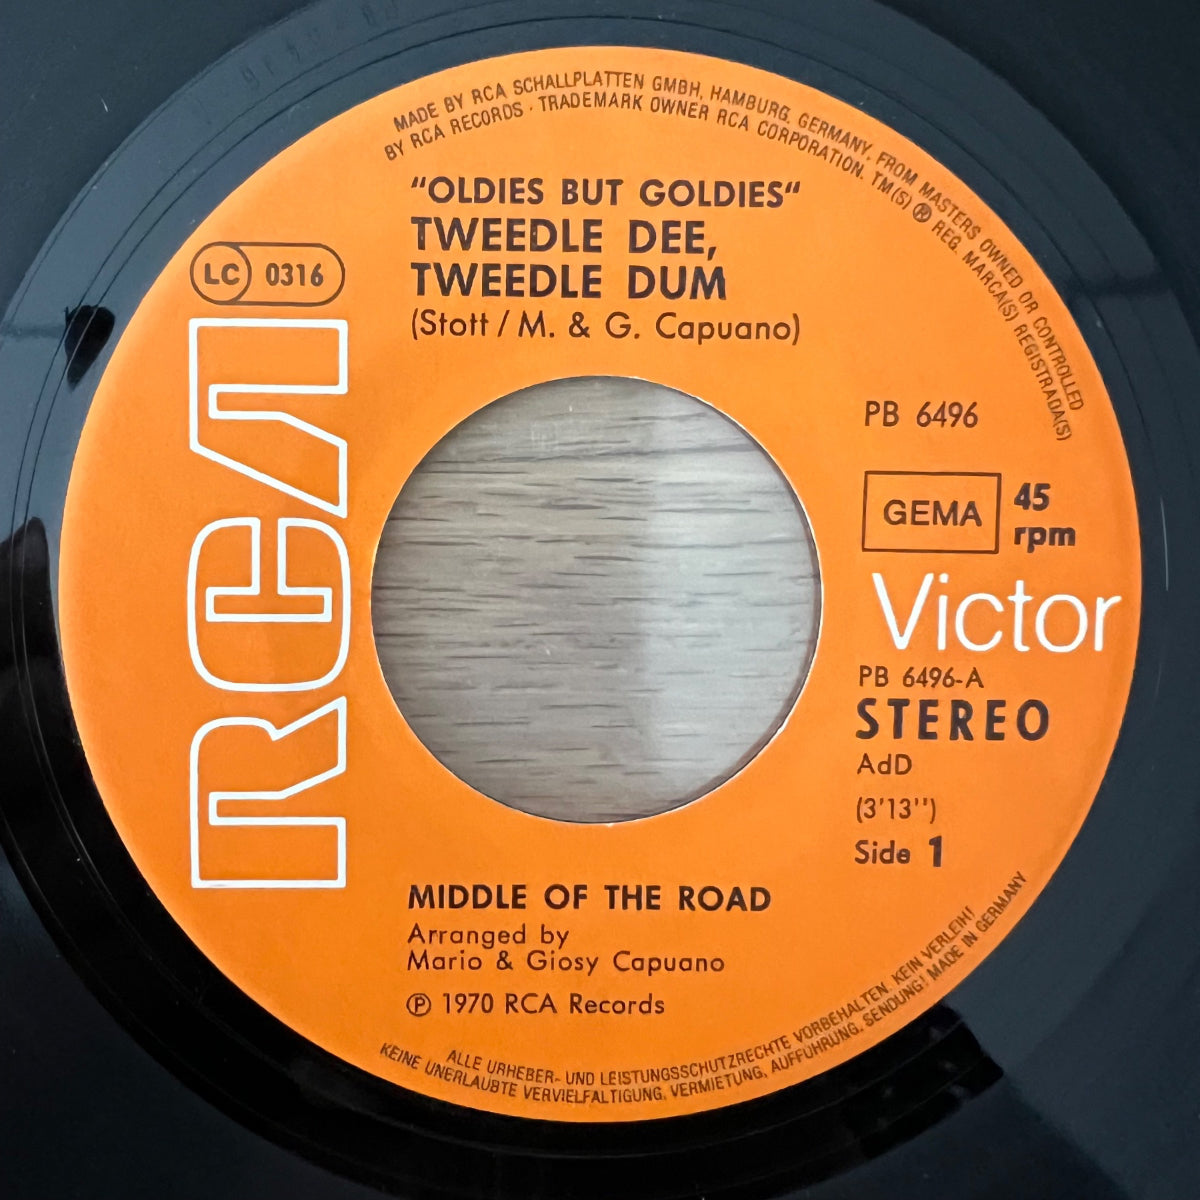 MADE BY RCA SCHALLPLATTEN GMBH, HAMBURG, GERMANY, FROM MASTERS OWNED OR CONTROLLED
BY RCA RECORDS · TRADEMARK OWNER RCA CORPORATION. TM(S) ® REG. MARCA(S) REGISTRADA(S)
"OLDIES BUT GOLDIES"
TWEEDLE DEE,
TWEEDLE DUM
(Stott / M. & G. Capuano)
LC 0316
RCA
PB 6496
GEMA
45
rpm
Victor
PB 6496-A
STEREO
AdD
(3'13'')
Side 1
MIDDLE OF THE ROAD
Arranged by
Mario & Giosy Capuano
℗ 1970 RCA Records
ALLE URHEBER- UND LEISTUNGSSCHUTZRECHTE VORBEHALTEN. KEIN VERLEIH!
KEINE UNERLAUBTE VERVIELFÄLTIGUNG, VERMIETUNG, AUFFÜHRUNG, SENDUNG! MADE IN GERMANY